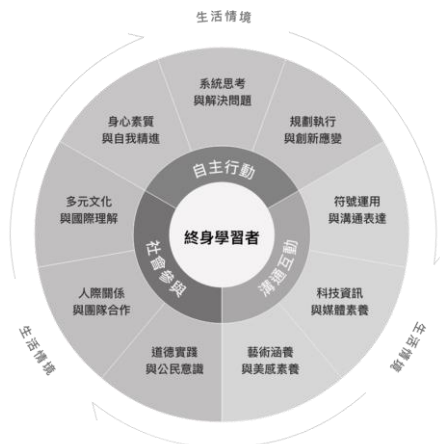 生活情境
系統思考
與解決問題
規劃執行
與創新應變
符號運用
與溝通表達
科技資訊
與媒體素養
藝術涵養
與美感素養
道德實踐
與公民意識
人際關係
與團隊合作
多元文化
與國際理解
身心素質
與自我精進
自主行動
溝通互動
社會參與
終身學習者
生活情境
生活情境